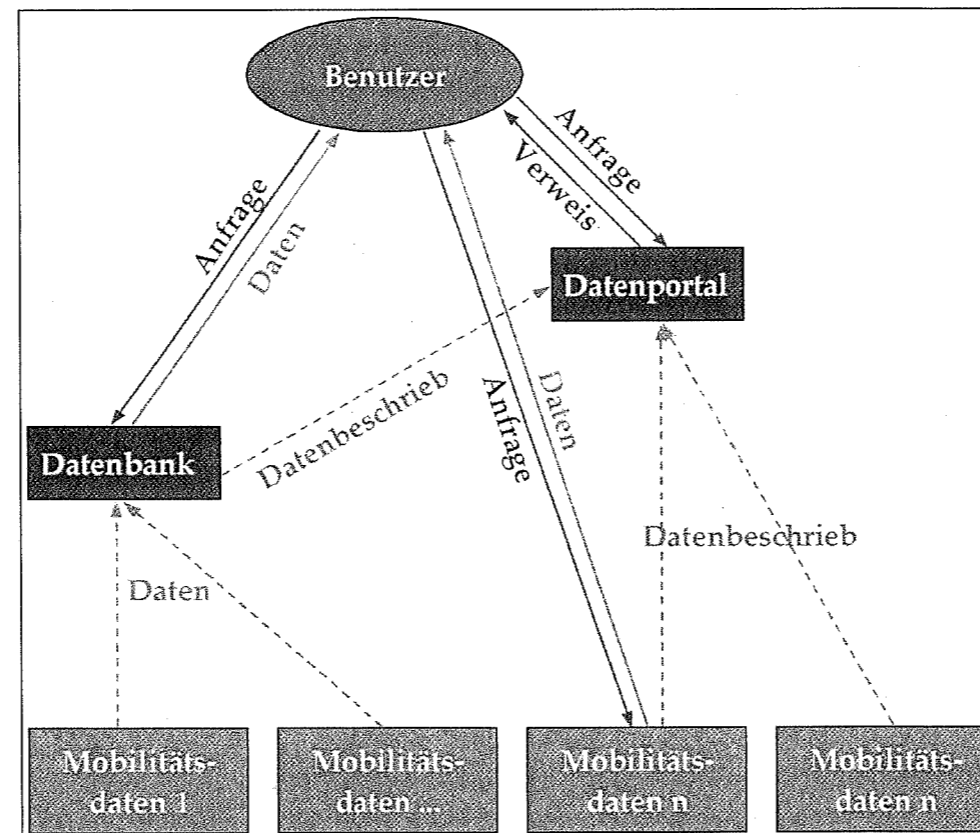 Benutzer
Anfrage
Verweis
Anfrage
Daten
Datenportal
Anfrage
Daten
Datenbeschrieb
Datenbank
Datenbeschrieb
Daten
Mobilitäts-
daten 1
Mobilitäts-
daten ...
Mobilitäts-
daten n
Mobilitäts-
daten n